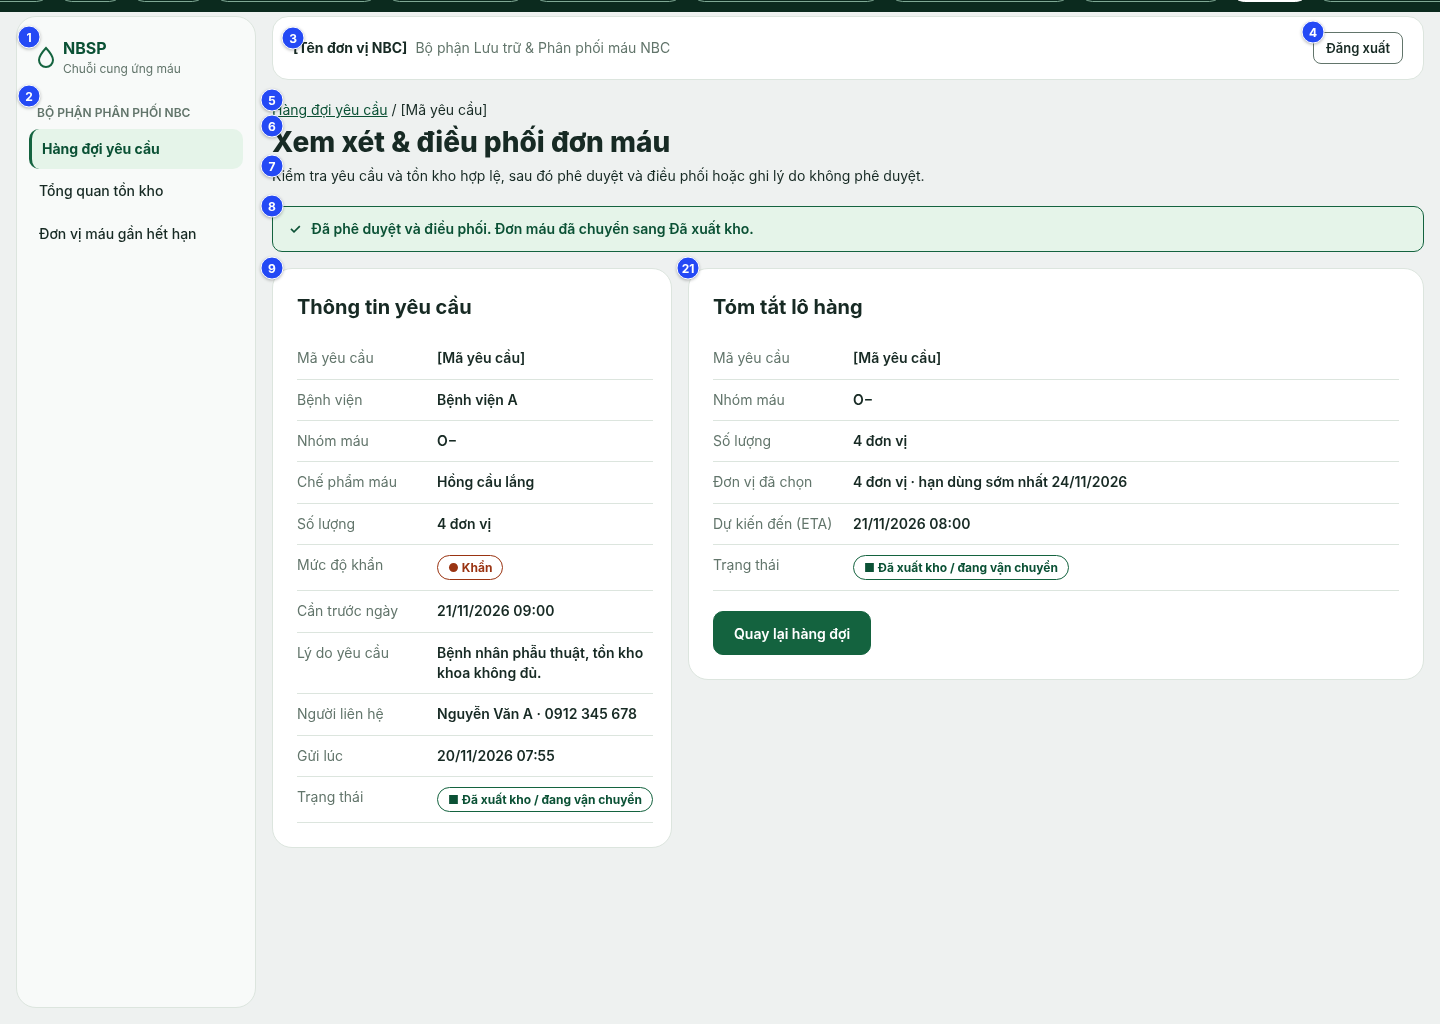 1
NBSP
Chuỗi cung ứng máu
2
BỘ PHẬN PHÂN PHỐI NBC
Hàng đợi yêu cầu
Tổng quan tồn kho
Đơn vị máu gần hết hạn
3
[Tên đơn vị NBC] Bộ phận Lưu trữ & Phân phối máu NBC
4
Đăng xuất
5
Hàng đợi yêu cầu / [Mã yêu cầu]
6
Xem xét & điều phối đơn máu
7
Kiểm tra yêu cầu và tồn kho hợp lệ, sau đó phê duyệt và điều phối hoặc ghi lý do không phê duyệt.
8
✓ Đã phê duyệt và điều phối. Đơn máu đã chuyển sang Đã xuất kho.
9
Thông tin yêu cầu
Mã yêu cầu [Mã yêu cầu]
Bệnh viện Bệnh viện A
Nhóm máu O−
Chế phẩm máu Hồng cầu lắng
Số lượng 4 đơn vị
Mức độ khẩn ● Khẩn
Cần trước ngày 21/11/2026 09:00
Lý do yêu cầu Bệnh nhân phẫu thuật, tồn kho
khoa không đủ.
Người liên hệ Nguyễn Văn A · 0912 345 678
Gửi lúc 20/11/2026 07:55
Trạng thái ■ Đã xuất kho / đang vận chuyển
21
Tóm tắt lô hàng
Mã yêu cầu [Mã yêu cầu]
Nhóm máu O−
Số lượng 4 đơn vị
Đơn vị đã chọn 4 đơn vị · hạn dùng sớm nhất 24/11/2026
Dự kiến đến (ETA) 21/11/2026 08:00
Trạng thái ■ Đã xuất kho / đang vận chuyển
Quay lại hàng đợi